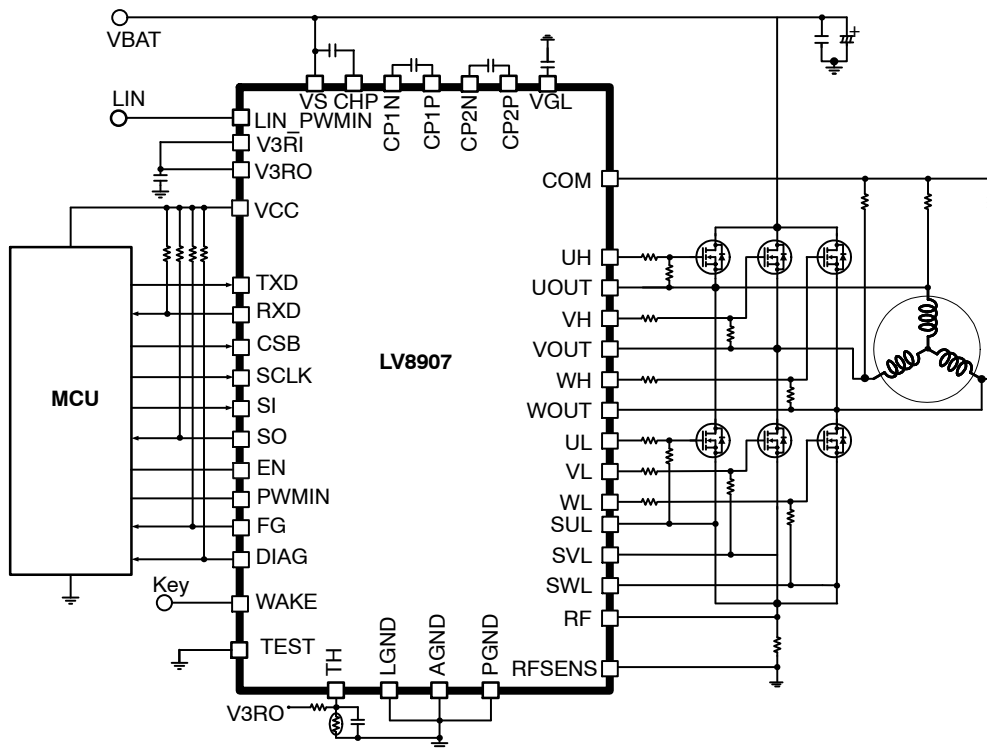 VBAT
+
LIN
VS
CHP
CP1N
CP1P
CP2N
CP2P
VGL
LIN_PWMIN
V3RI
V3RO
VCC
TXD
RXD
CSB
SCLK
SI
SO
EN
PWMIN
FG
DIAG
WAKE
TEST
MCU
Key
LV8907
COM
UH
UOUT
VH
VOUT
WH
WOUT
UL
VL
WL
SUL
SVL
SWL
RF
RFSENS
TH
LGND
AGND
PGND
V3RO